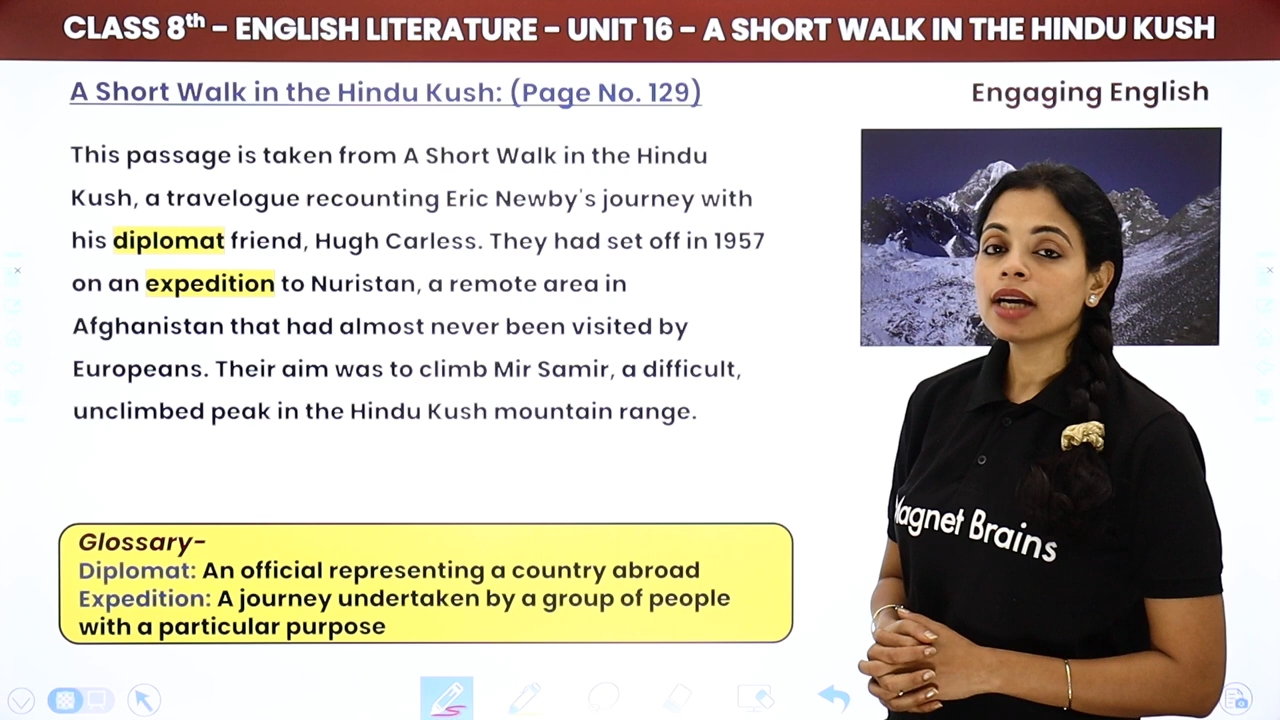 CLASS 8th – ENGLISH LITERATURE – UNIT 16 – A SHORT WALK IN THE HINDU KUSH
A Short Walk in the Hindu Kush: (Page No. 129)
Engaging English
This passage is taken from A Short Walk in the Hindu
Kush, a travelogue recounting Eric Newby's journey with
his diplomat friend, Hugh Carless. They had set off in 1957
on an expedition to Nuristan, a remote area in
Afghanistan that had almost never been visited by
Europeans. Their aim was to climb Mir Samir, a difficult,
unclimbed peak in the Hindu Kush mountain range.
Glossary-
Diplomat: An official representing a country abroad
Expedition: A journey undertaken by a group of people
with a particular purpose
Magnet Brains